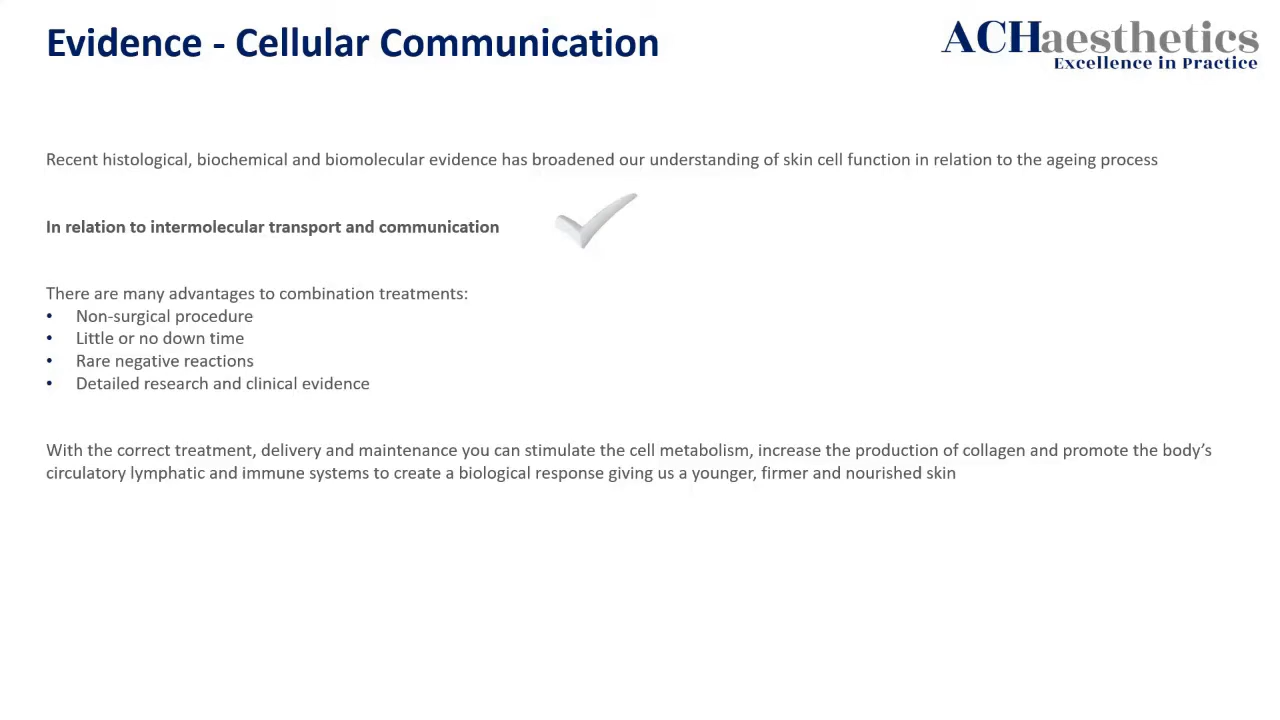 Evidence - Cellular Communication
ACHaesthetics
Excellence in Practice
Recent histological, biochemical and biomolecular evidence has broadened our understanding of skin cell function in relation to the ageing process
In relation to intermolecular transport and communication
There are many advantages to combination treatments:
• Non-surgical procedure
• Little or no down time
• Rare negative reactions
• Detailed research and clinical evidence
With the correct treatment, delivery and maintenance you can stimulate the cell metabolism, increase the production of collagen and promote the body’s
circulatory lymphatic and immune systems to create a biological response giving us a younger, firmer and nourished skin